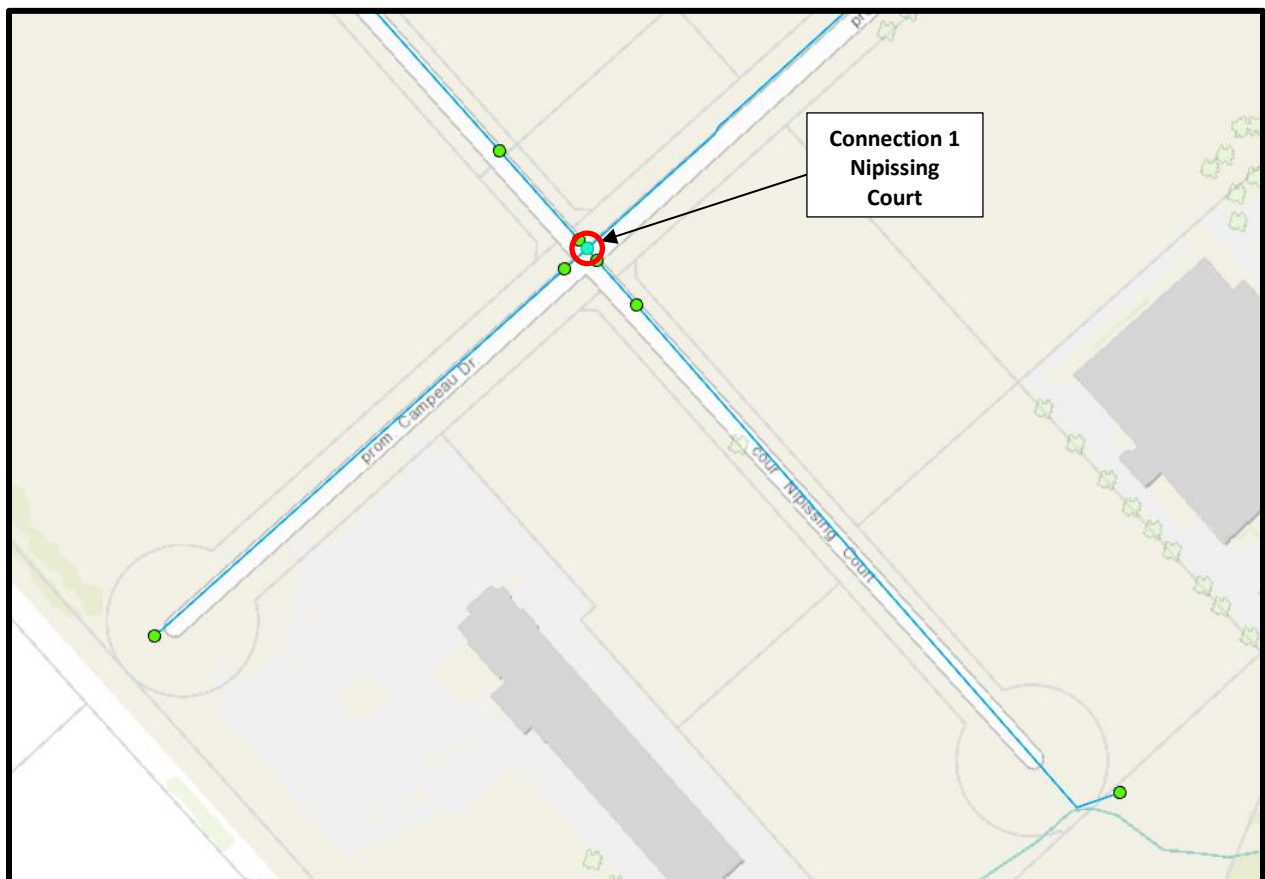 Connection 1
Nipissing
Court
prom. Campeau Dr.
cour Nipissing Court